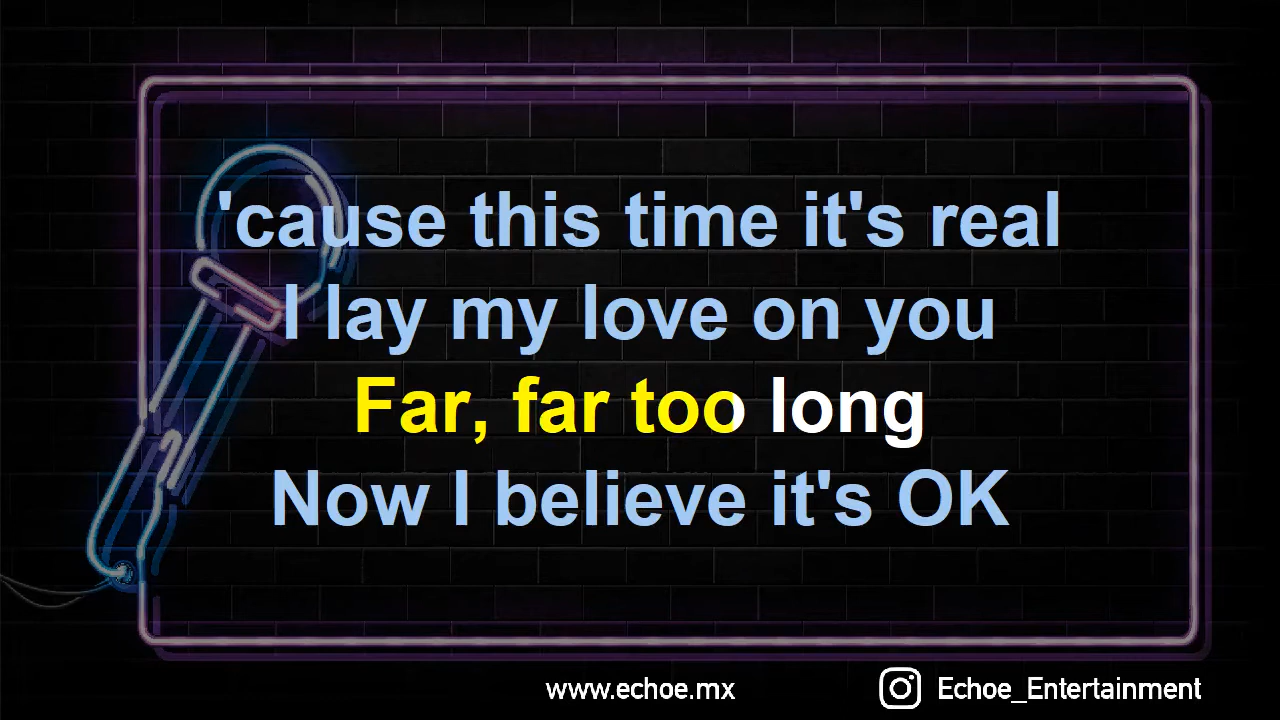 'cause this time it's real
I lay my love on you
Far, far too long
Now I believe it's OK
www.echoe.mx
Echoe_Entertainment